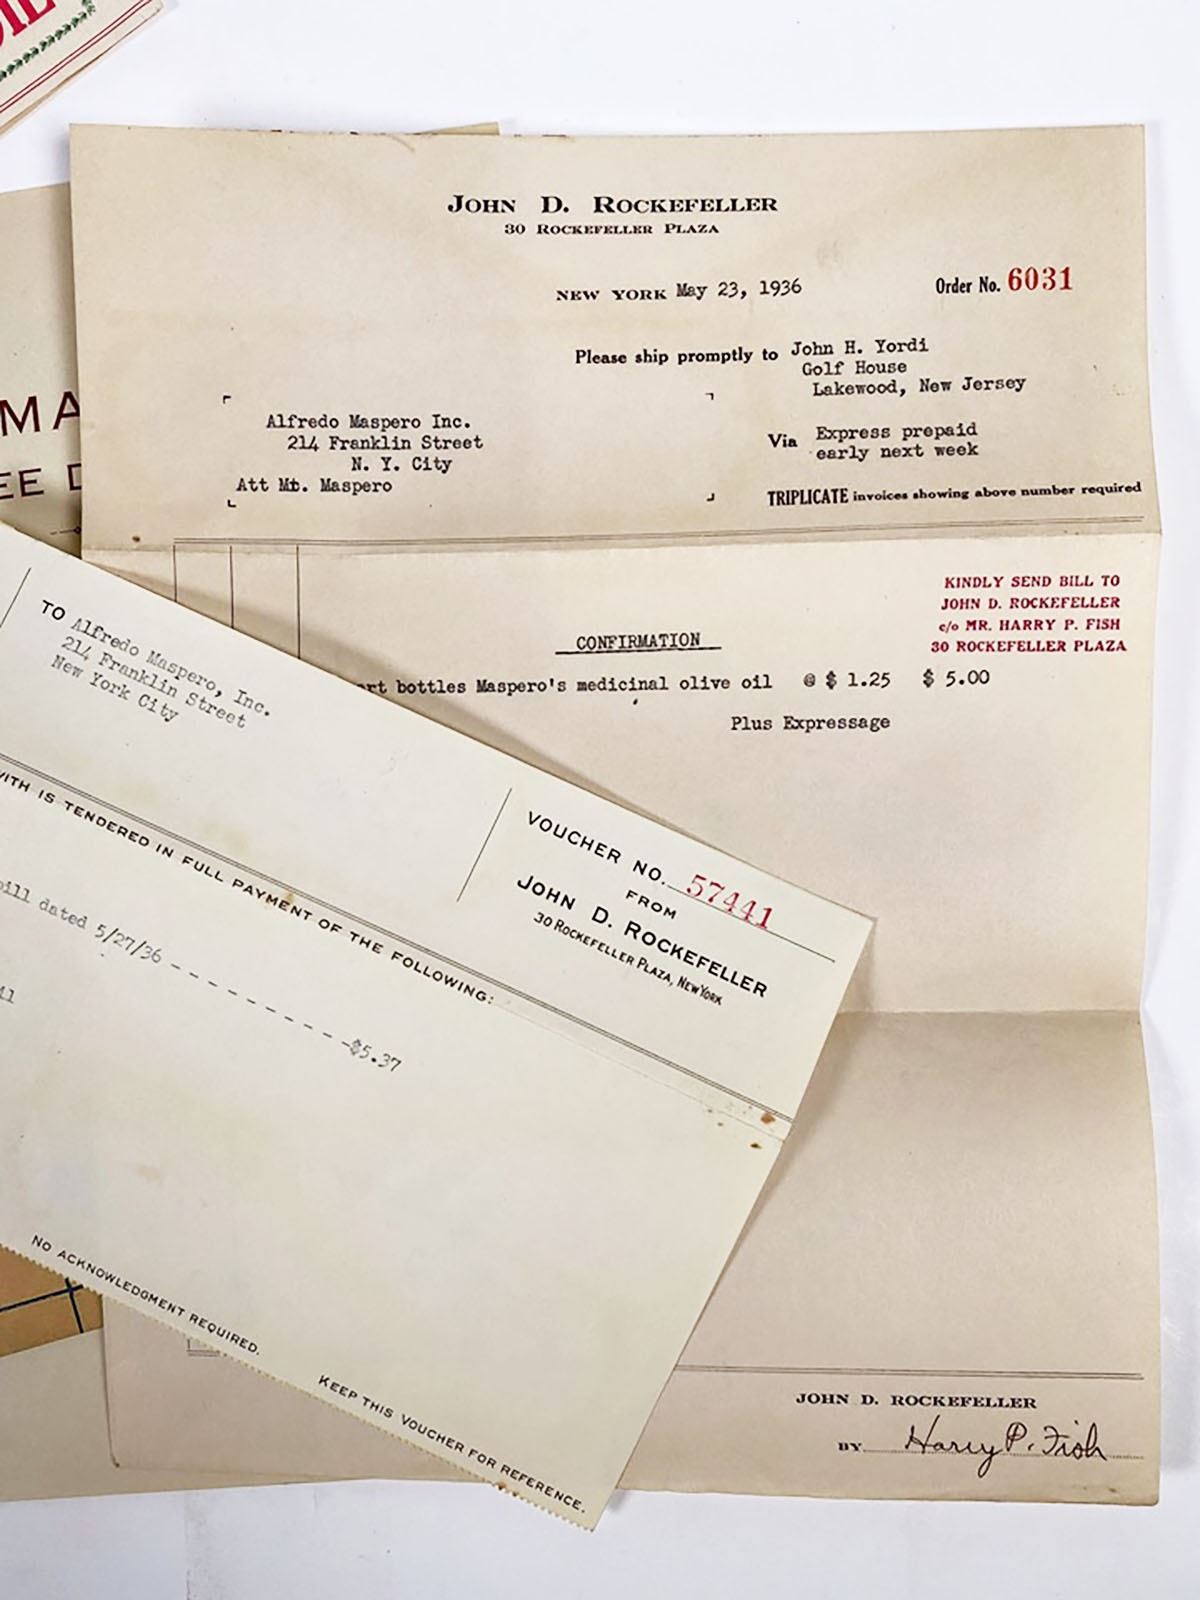 JOHN D. ROCKEFELLER
30 ROCKEFELLER PLAZA
NEW YORK May 23, 1936
Order No. 6031
Please ship promptly to John H. Yordi
Golf House
Lakewood, New Jersey
Alfredo Maspero Inc.
214 Franklin Street
N. Y. City
Att Mr. Maspero
Via Express prepaid
early next week
TRIPLICATE invoices showing above number required
KINDLY SEND BILL TO
JOHN D. ROCKEFELLER
c/o MR. HARRY P. FISH
30 ROCKEFELLER PLAZA
CONFIRMATION
bottles Maspero's medicinal olive oil @ $ 1.25 $ 5.00
Plus Expressage
JOHN D. ROCKEFELLER
BY Harry P. Fish
TO Alfredo Maspero, Inc.
214 Franklin Street
New York City
VOUCHER NO. 57441
FROM
JOHN D. ROCKEFELLER
30 ROCKEFELLER PLAZA, NEW YORK
IS TENDERED IN FULL PAYMENT OF THE FOLLOWING:
bill dated 5/27/36 - - - - - - - - - - - - - -$5.37
NO ACKNOWLEDGMENT REQUIRED.
KEEP THIS VOUCHER FOR REFERENCE.